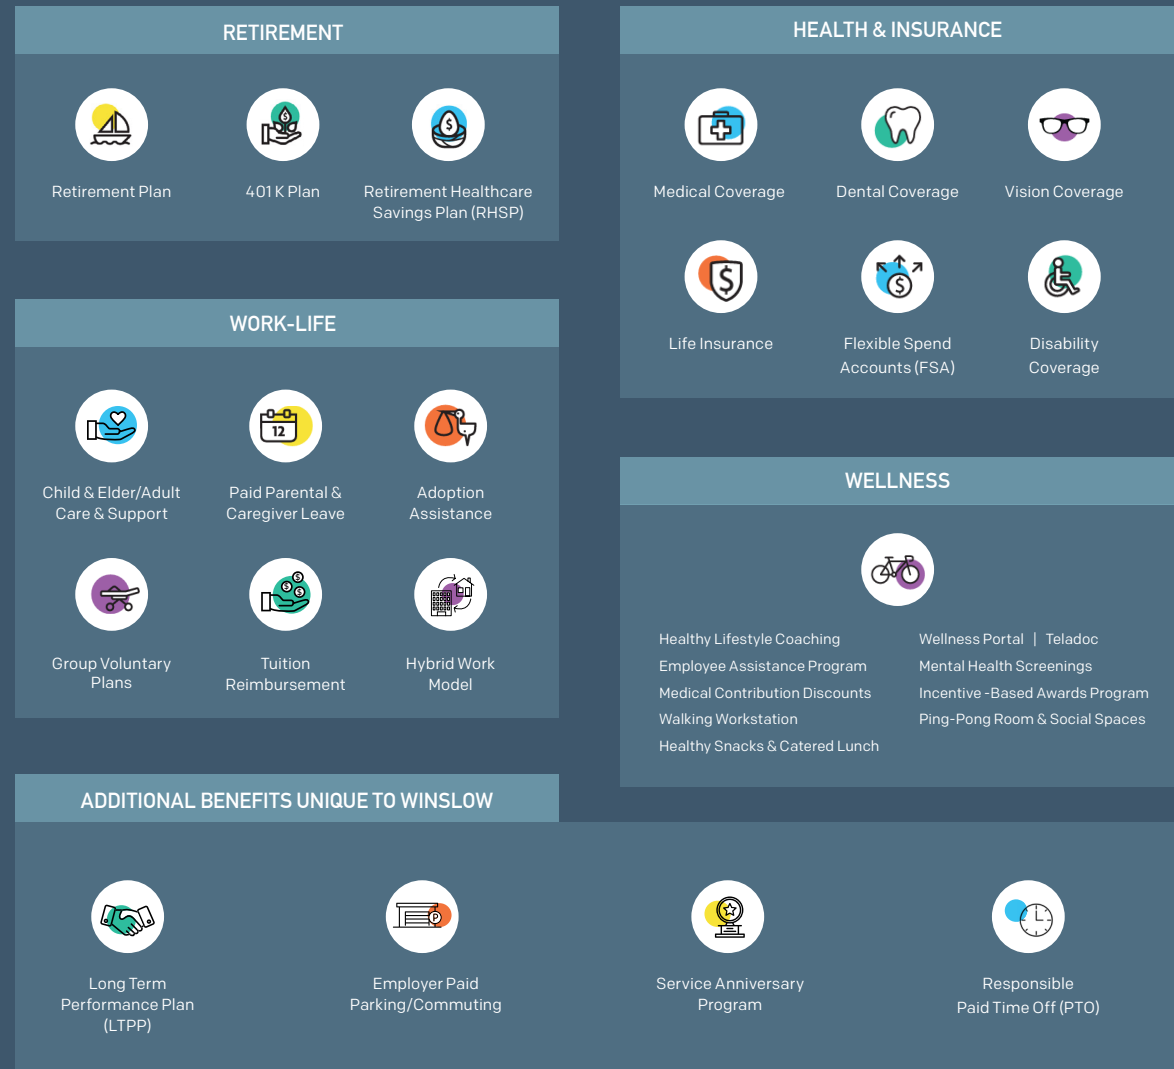 RETIREMENT
Retirement Plan
401 K Plan
Retirement Healthcare
Savings Plan (RHSP)
HEALTH & INSURANCE
Medical Coverage
Dental Coverage
Vision Coverage
Life Insurance
Flexible Spend
Accounts (FSA)
Disability
Coverage
WORK-LIFE
Child & Elder/Adult
Care & Support
12
Paid Parental &
Caregiver Leave
Adoption
Assistance
Group Voluntary
Plans
Tuition
Reimbursement
Hybrid Work
Model
WELLNESS
Healthy Lifestyle Coaching
Employee Assistance Program
Medical Contribution Discounts
Walking Workstation
Healthy Snacks & Catered Lunch
Wellness Portal | Teladoc
Mental Health Screenings
Incentive -Based Awards Program
Ping-Pong Room & Social Spaces
ADDITIONAL BENEFITS UNIQUE TO WINSLOW
Long Term
Performance Plan
(LTPP)
P
Employer Paid
Parking/Commuting
Service Anniversary
Program
Responsible
Paid Time Off (PTO)